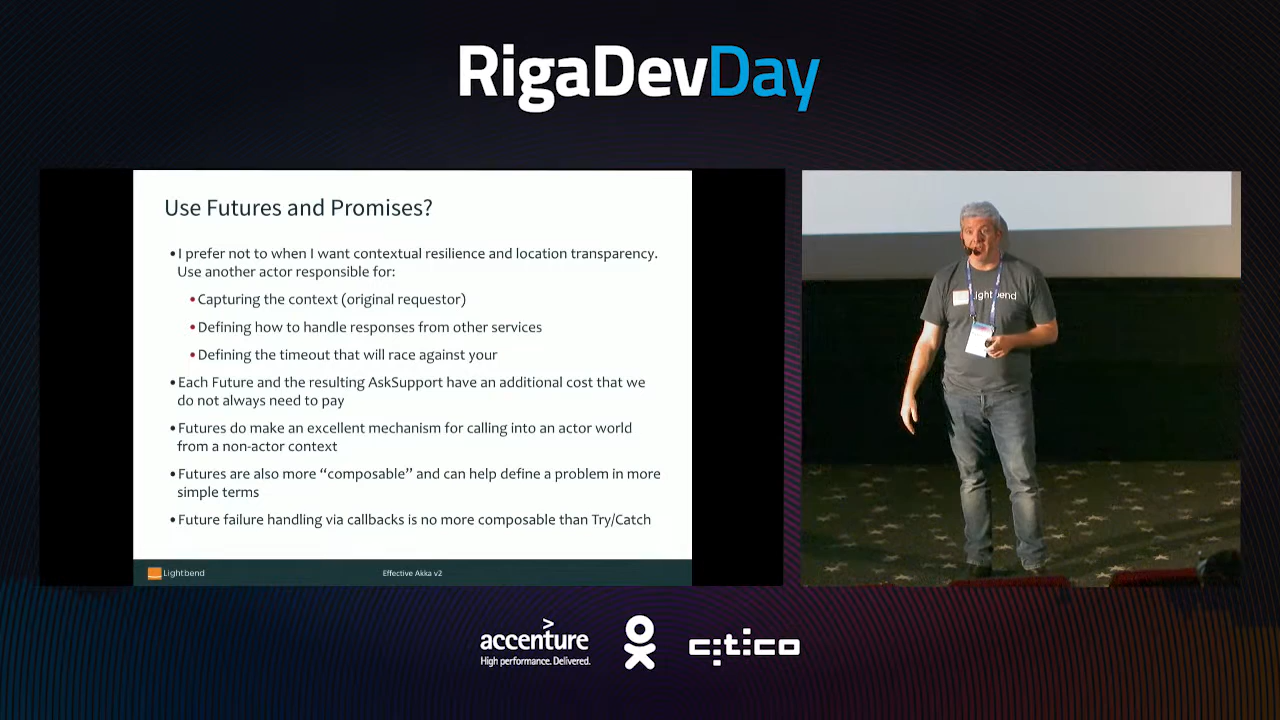 RigaDevDay
Use Futures and Promises?
•I prefer not to when I want contextual resilience and location transparency.
Use another actor responsible for:
•Capturing the context (original requestor)
•Defining how to handle responses from other services
•Defining the timeout that will race against your
•Each Future and the resulting AskSupport have an additional cost that we
do not always need to pay
•Futures do make an excellent mechanism for calling into an actor world
from a non-actor context
•Futures are also more “composable” and can help define a problem in more
simple terms
•Future failure handling via callbacks is no more composable than Try/Catch
Lightbend
Effective Akka v2
Lightbend
accenture
High performance. Delivered.
citico